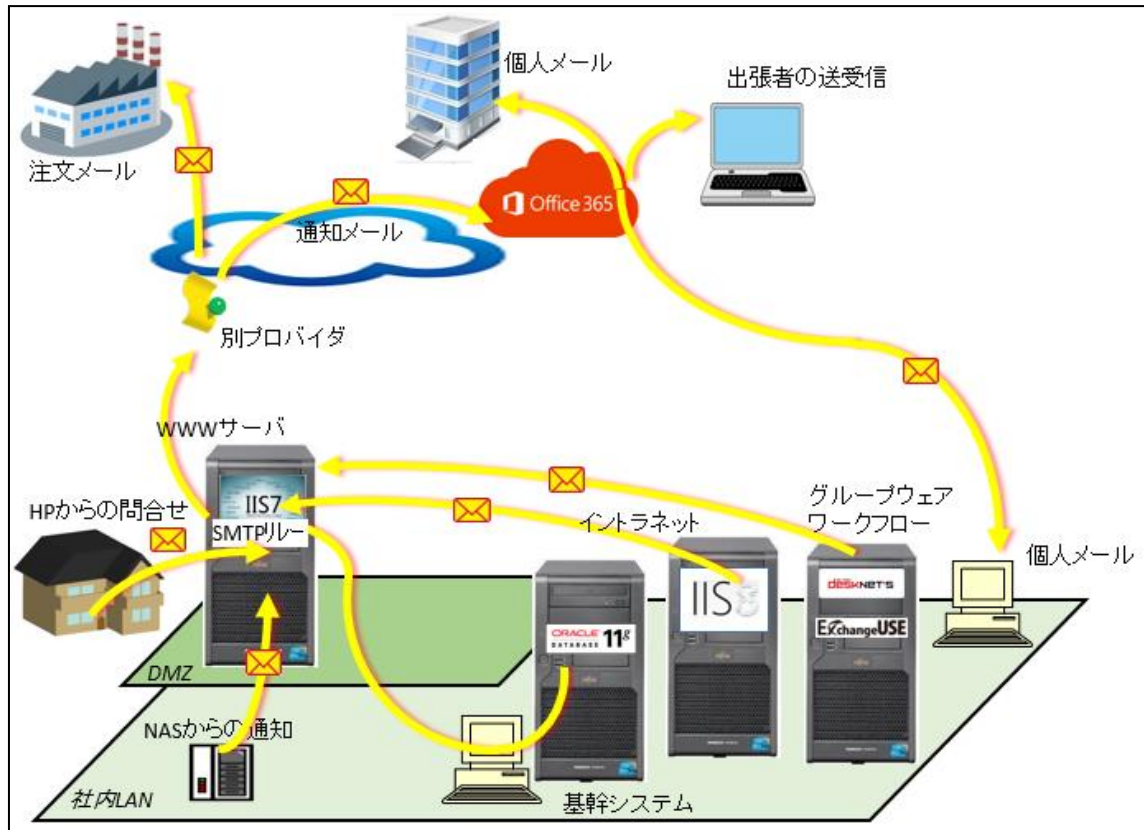 個人メール
出張者の送受信
注文メール
Office 365
通知メール
別プロバイダ
WWWサーバ
HPからの問合せ
IIS7
SMTPリレー
イントラネット
グループウェア
ワークフロー
個人メール
IIS8
DESKNET'S
ExchangeUSE
ORACLE
DATABASE 11g
DMZ
NASからの通知
社内LAN
基幹システム